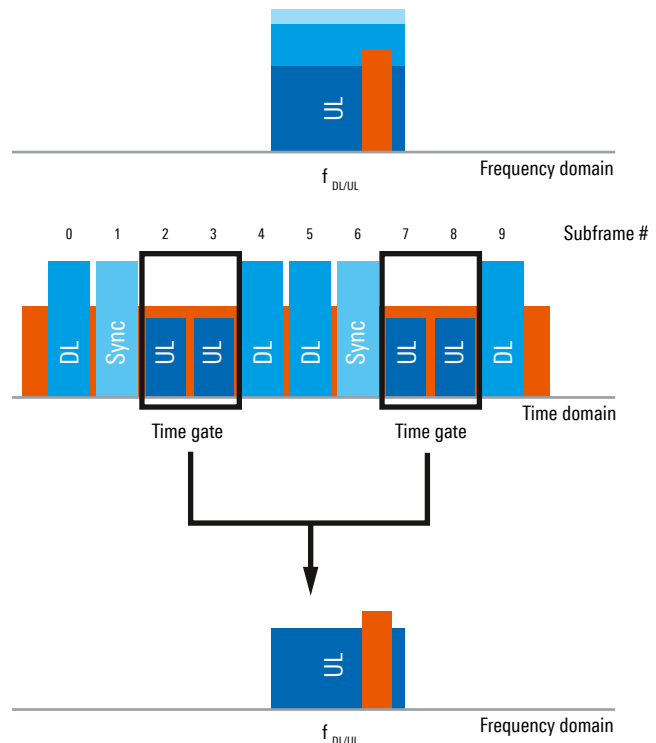 UL
Frequency domain
f DL/UL
0 1 2 3 4 5 6 7 8 9 Subframe #
DL Sync UL UL DL DL Sync UL UL DL
Time domain
Time gate Time gate
UL
Frequency domain
f DL/UL